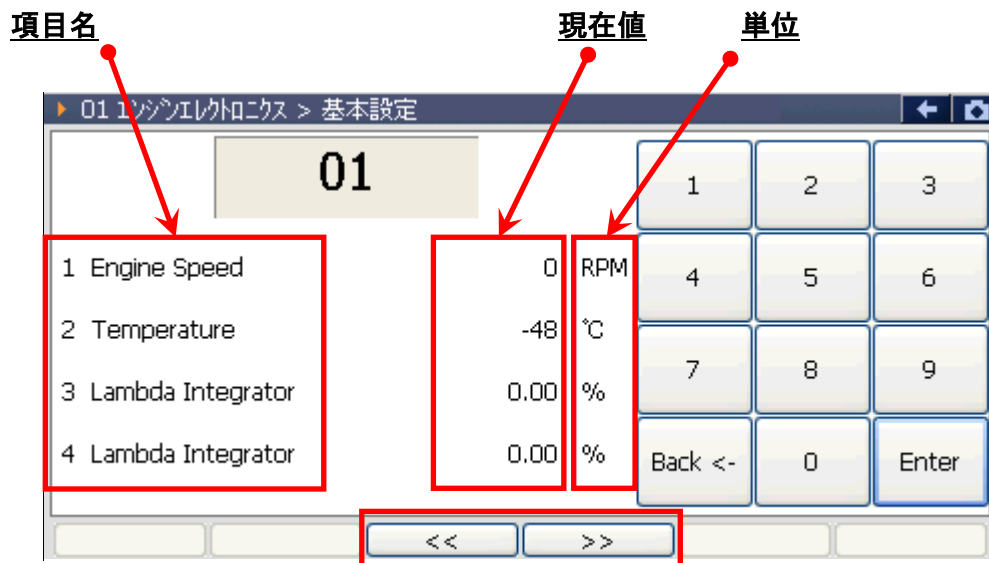 項目名 現在値 単位
01 ｴﾝｼﾞﾝｴﾚｸﾄﾛﾆｸｽ > 基本設定
01
1 2 3
1 Engine Speed 0 RPM
4 5 6
2 Temperature -48 ℃
7 8 9
3 Lambda Integrator 0.00 %
4 Lambda Integrator 0.00 %
Back <- 0 Enter
<< >>